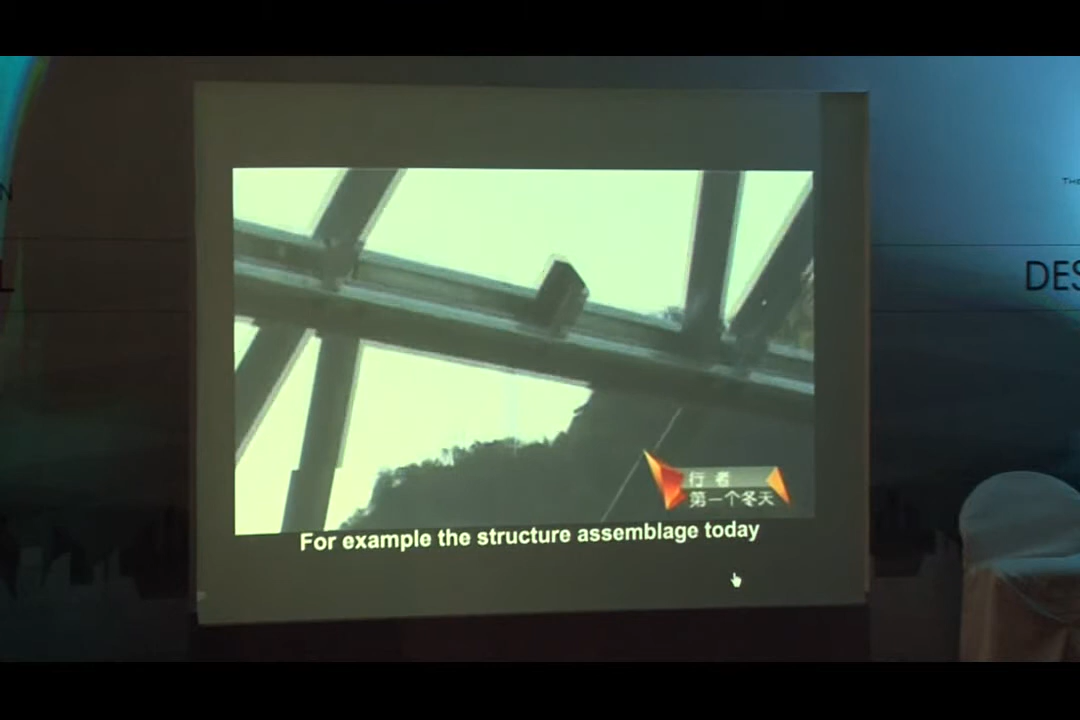 DES
行者
第一个冬天
For example the structure assemblage today